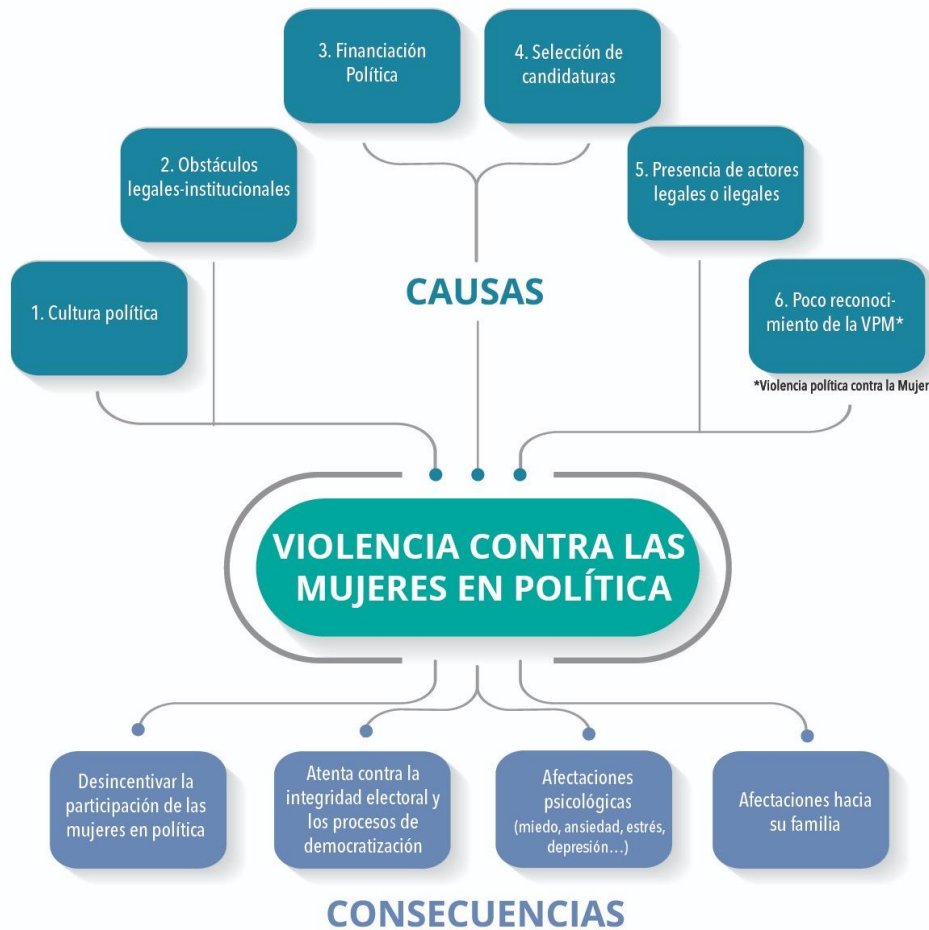 3. Financiación
Política
4. Selección de
candidaturas
2. Obstáculos
legales-institucionales
5. Presencia de actores
legales o ilegales
CAUSAS
1. Cultura política
6. Poco reconoci-
miento de la VPM*
*Violencia política contra la Mujer
VIOLENCIA CONTRA LAS
MUJERES EN POLÍTICA
Desincentivar la
participación de las
mujeres en política
Atenta contra la
integridad electoral y
los procesos de
democratización
Afectaciones
psicológicas
(miedo, ansiedad, estrés,
depresión...)
Afectaciones hacia
su familia
CONSECUENCIAS